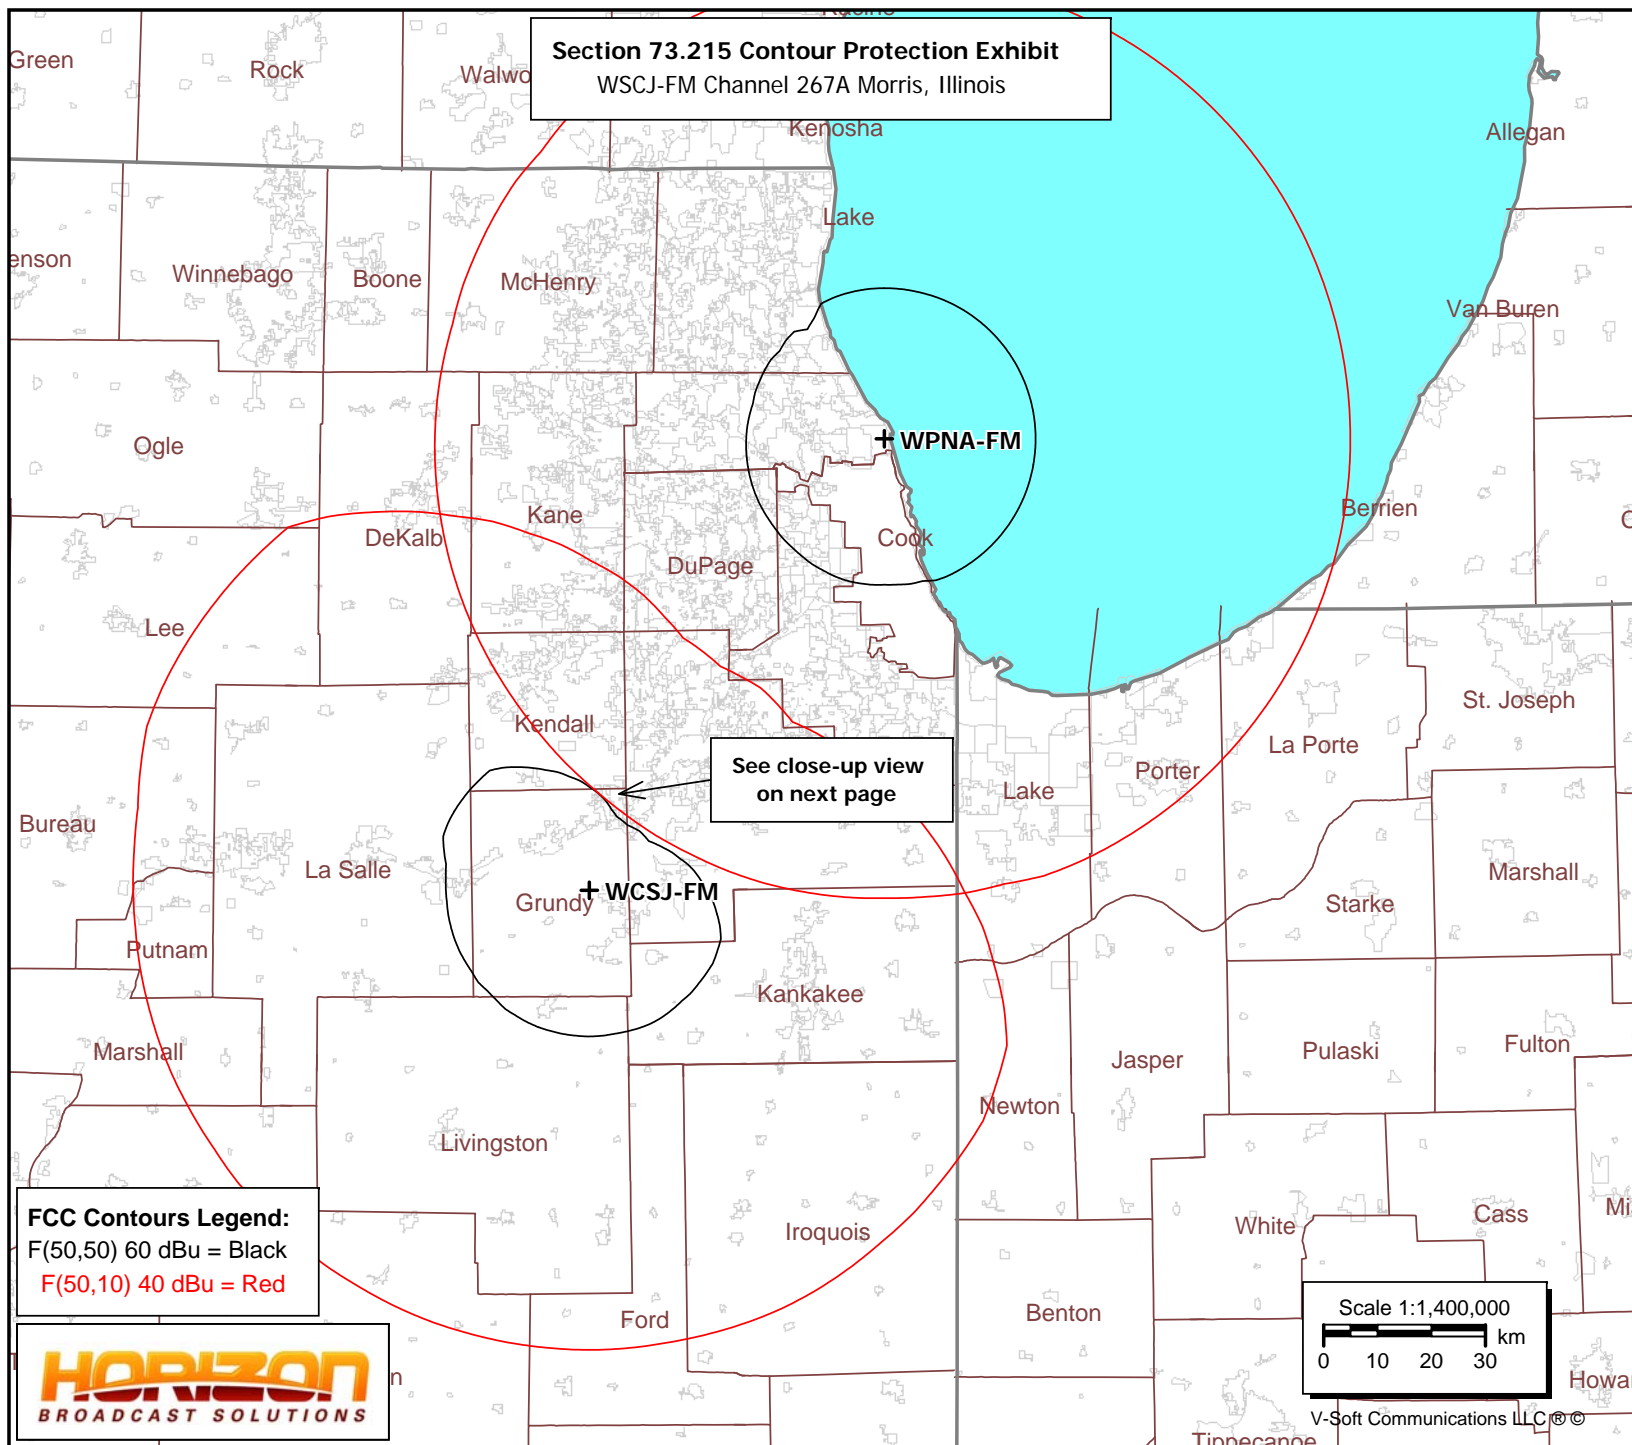 Racine
Section 73.215 Contour Protection Exhibit
WSCJ-FM Channel 267A Morris, Illinois
Green
Rock
Walwo
Kenosha
Allegan
Lake
enson
Winnebago
Boone
McHenry
Van Buren
WPNA-FM
Ogle
Kane
Berrien
C
DeKalb
Cook
DuPage
Lee
St. Joseph
Kendall
La Porte
See close-up view
on next page
Porter
Lake
Bureau
La Salle
Marshall
WCSJ-FM
Grundy
Starke
Putnam
Kankakee
Marshall
Jasper
Pulaski
Fulton
Newton
Livingston
FCC Contours Legend:
F(50,50) 60 dBu = Black
F(50,10) 40 dBu = Red
Iroquois
White
Cass
Mi
Ford
Benton
Scale 1:1,400,000
km
0 10 20 30
HORIZON
BROADCAST SOLUTIONS
n
Howa
V-Soft Communications LLC ® ©
Tippecanoe